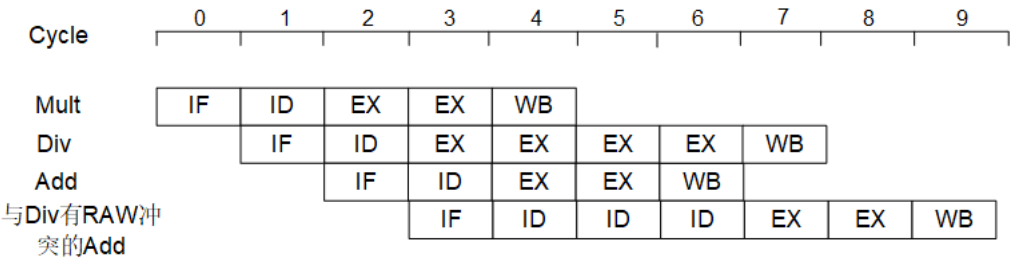 Cycle 0 1 2 3 4 5 6 7 8 9
Mult IF ID EX EX WB
Div IF ID EX EX EX EX WB
Add IF ID EX EX WB
与Div有RAW冲 IF ID ID ID EX EX WB
突的Add